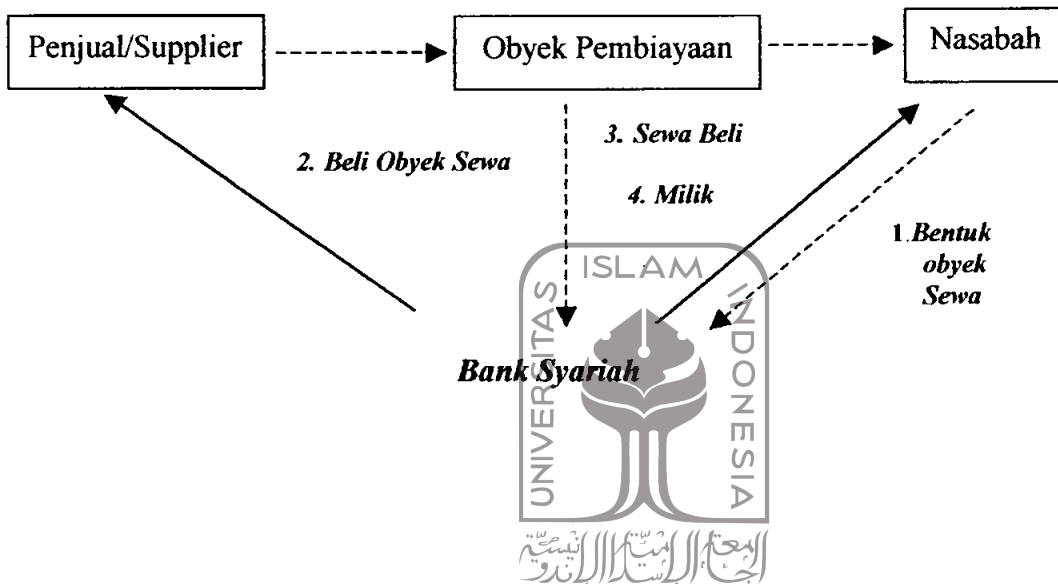 Penjual/Supplier
Obyek Pembiayaan
Nasabah
2. Beli Obyek Sewa
3. Sewa Beli
4. Milik
1.Bentuk
obyek
Sewa
Bank Syariah
UNIVERSITAS
ISLAM
INDONESIA